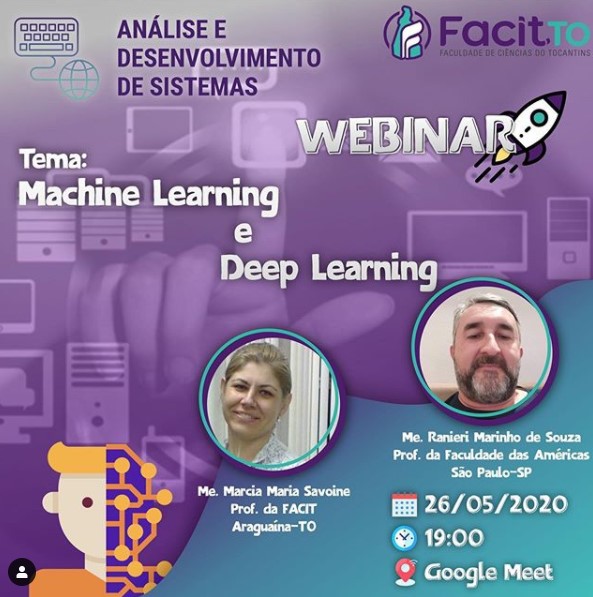 ANÁLISE E
DESENVOLVIMENTO
DE SISTEMAS
Facit.To
FACULDADE DE CIÊNCIAS DO TOCANTINS
WEBINAR
Tema:
Machine Learning
e
Deep Learning
Me. Ranieri Marinho de Souza
Prof. da Faculdade das Américas
São Paulo-SP
Me. Marcia Maria Savoine
Prof. da FACIT
Araguaína-TO
26/05/2020
19:00
Google Meet